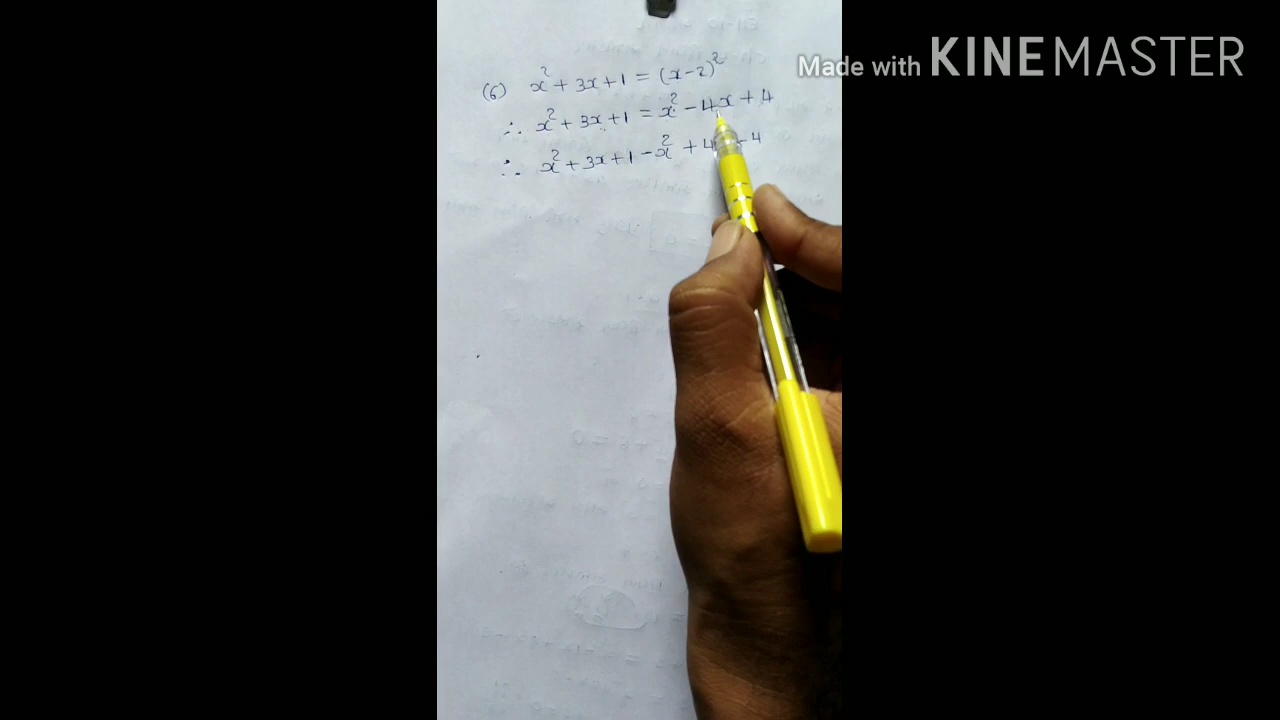 Made with KINEMASTER
(6) x² + 3x + 1 = (x - 2)²
∴ x² + 3x + 1 = x² - 4x + 4
∴ x² + 3x + 1 - x² + 4 - 4